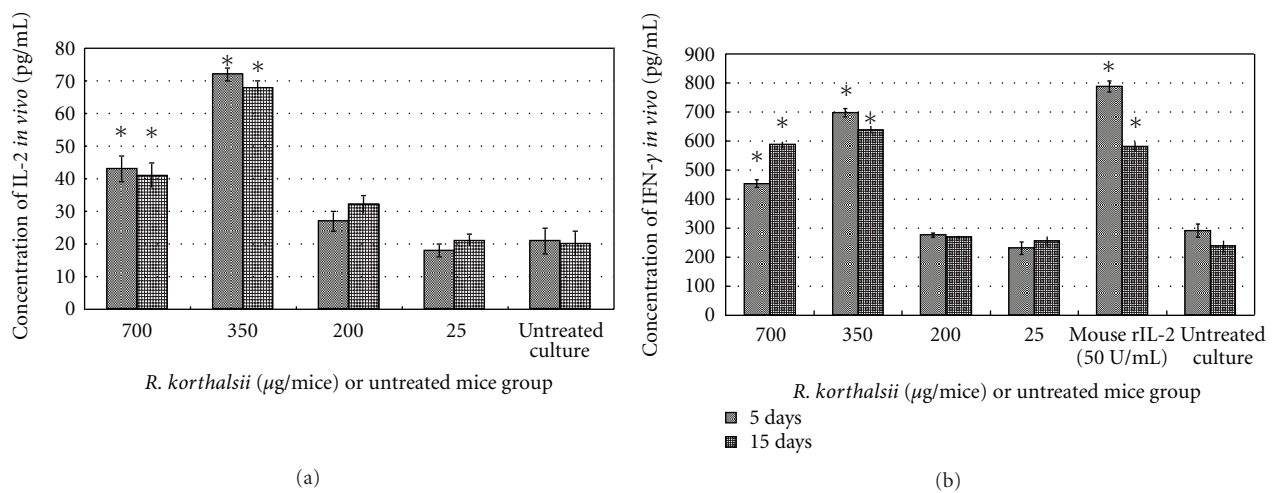 Concentration of IL-2 in vivo (pg/mL)
80
70
60
50
40
30
20
10
0
* * * *
700 350 200 25 Untreated
culture
R. korthalsii (μg/mice) or untreated mice group
(a)
Concentration of IFN-γ in vivo (pg/mL)
900
800
700
600
500
400
300
200
100
0
* * * * * *
700 350 200 25 Mouse rIL-2 Untreated
(50 U/mL) culture
R. korthalsii (μg/mice) or untreated mice group
5 days
15 days
(b)